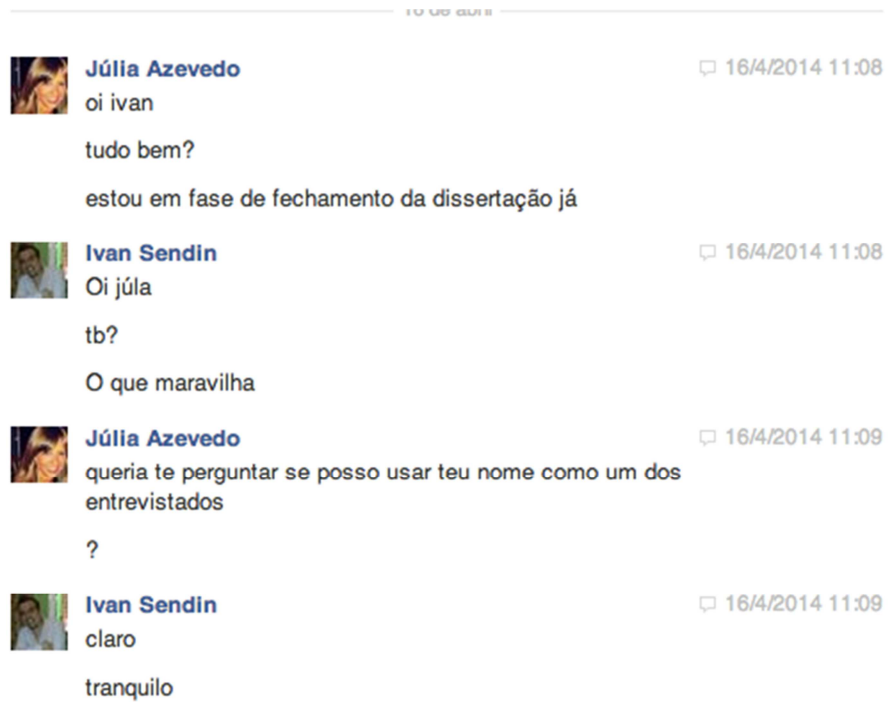 16 de abril
Júlia Azevedo 16/4/2014 11:08
oi ivan
tudo bem?
estou em fase de fechamento da dissertação já
Ivan Sendin 16/4/2014 11:08
Oi júla
tb?
O que maravilha
Júlia Azevedo 16/4/2014 11:09
queria te perguntar se posso usar teu nome como um dos
entrevistados
?
Ivan Sendin 16/4/2014 11:09
claro
tranquilo